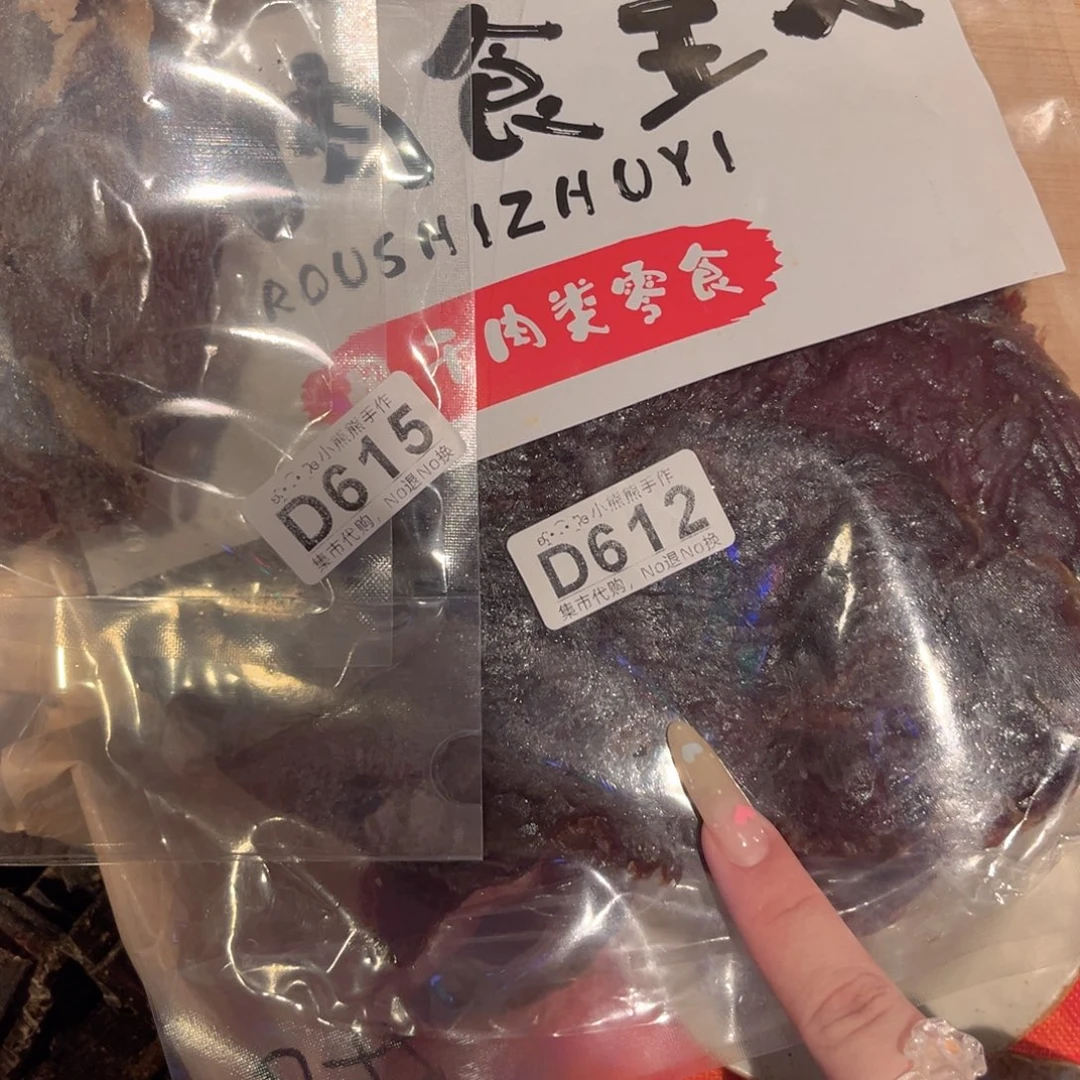 肉食主义
ROUSHIZHUYI
干肉类零食
小熊熊手作
D615
集市代购，No退No换
小熊熊手作
D612
集市代购，No退No换